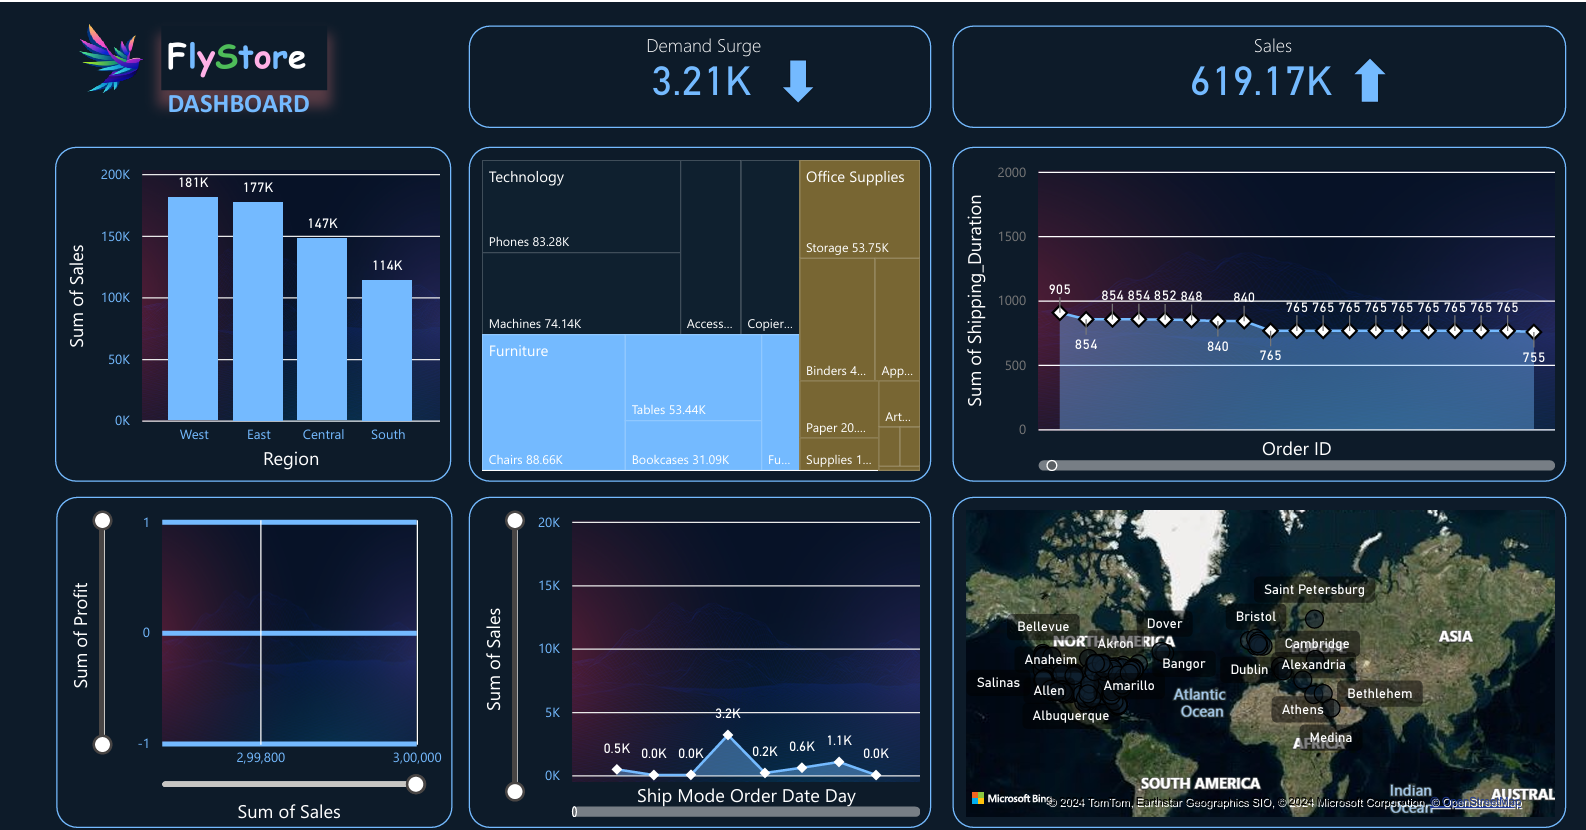 FlyStore
DASHBOARD
Demand Surge
3.21K
Sales
619.17K
Sum of Sales
200K
150K
100K
50K
0K
181K
177K
147K
114K
West East Central South
Region
Technology
Phones 83.28K
Machines 74.14K
Access...
Copier...
Furniture
Chairs 88.66K
Tables 53.44K
Bookcases 31.09K
Fu...
Office Supplies
Storage 53.75K
Binders 4...
App...
Paper 20....
Art...
Supplies 1...
Sum of Shipping_Duration
2000
1500
1000
500
0
905 854 854 854 852 848 840 840 765 765 765 765 765 765 765 765 765 765 755
Order ID
Sum of Profit
1
0
-1
2,99,800 3,00,000
Sum of Sales
Sum of Sales
20K
15K
10K
5K
0K
0.5K 0.0K 0.0K 3.2K 0.2K 0.6K 1.1K 0.0K
Ship Mode Order Date Day
Saint Petersburg
Bellevue
Dover
Bristol
NORTH AMERICA
Akron
Cambridge
EUROPE
ASIA
Anaheim
Bangor
Dublin
Alexandria
Salinas
Allen
Amarillo
Bethlehem
Atlantic
Ocean
Athens
Albuquerque
Medina
AFRICA
SOUTH AMERICA
Indian
Ocean
AUSTRAL
Microsoft Bing
© 2024 TomTom, Earthstar Geographics SIO, © 2024 Microsoft Corporation, © OpenStreetMap